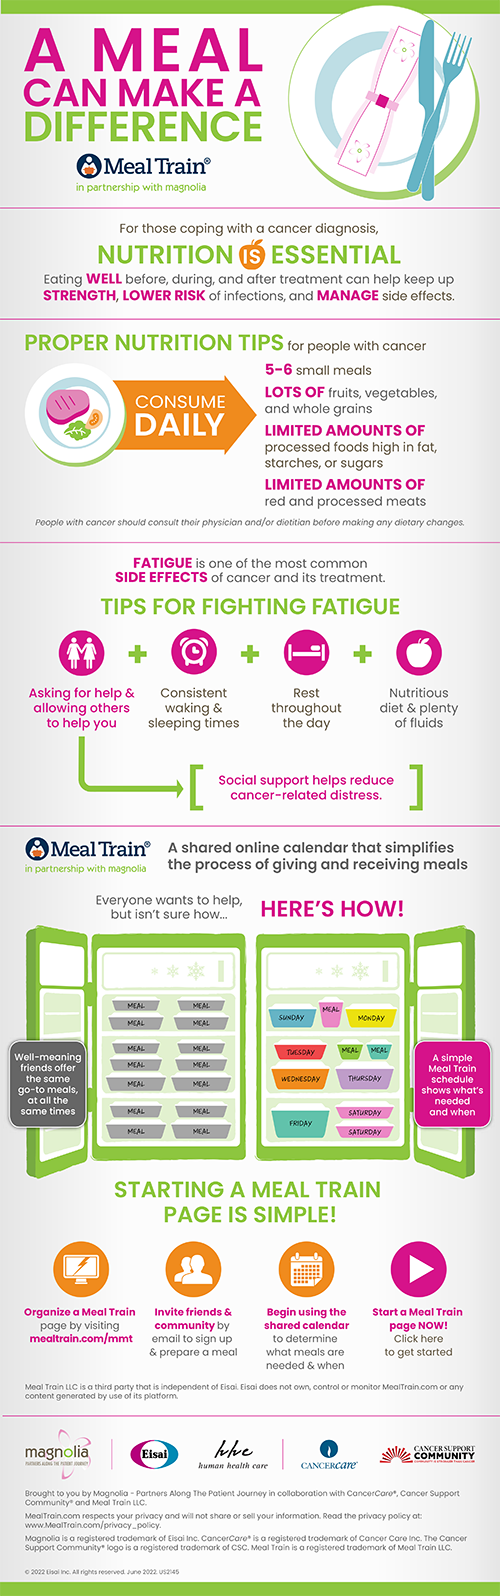 A MEAL
CAN MAKE A
DIFFERENCE
Meal Train®
in partnership with magnolia
For those coping with a cancer diagnosis,
NUTRITION IS ESSENTIAL
Eating WELL before, during, and after treatment can help keep up
STRENGTH, LOWER RISK of infections, and MANAGE side effects.
PROPER NUTRITION TIPS for people with cancer
CONSUME
DAILY
5-6 small meals
LOTS OF fruits, vegetables,
and whole grains
LIMITED AMOUNTS OF
processed foods high in fat,
starches, or sugars
LIMITED AMOUNTS OF
red and processed meats
People with cancer should consult their physician and/or dietitian before making any dietary changes.
FATIGUE is one of the most common
SIDE EFFECTS of cancer and its treatment.
TIPS FOR FIGHTING FATIGUE
Asking for help &
allowing others
to help you
Consistent
waking &
sleeping times
Rest
throughout
the day
Nutritious
diet & plenty
of fluids
Social support helps reduce
cancer-related distress.
Meal Train®
in partnership with magnolia
A shared online calendar that simplifies
the process of giving and receiving meals
Everyone wants to help,
but isn't sure how...
HERE'S HOW!
MEAL MEAL
MEAL MEAL
MEAL MEAL
MEAL MEAL
MEAL MEAL
MEAL MEAL
MEAL MEAL
Well-meaning
friends offer
the same
go-to meals,
at all the
same times
SUNDAY MEAL MONDAY
TUESDAY MEAL MEAL
WEDNESDAY THURSDAY
FRIDAY SATURDAY
SATURDAY
A simple
Meal Train
schedule
shows what's
needed
and when
STARTING A MEAL TRAIN
PAGE IS SIMPLE!
Organize a Meal Train
page by visiting
mealtrain.com/mmt
Invite friends &
community by
email to sign up
& prepare a meal
Begin using the
shared calendar
to determine
what meals are
needed & when
Start a Meal Train
page NOW!
Click here
to get started
Meal Train LLC is a third party that is independent of Eisai. Eisai does not own, control or monitor MealTrain.com or any
content generated by use of its platform.
magnolia
PARTNERS ALONG THE PATIENT JOURNEY
Eisai
hhc
human health care
CANCERcare®
CANCER SUPPORT
COMMUNITY
Brought to you by Magnolia - Partners Along The Patient Journey in collaboration with CancerCare®, Cancer Support
Community® and Meal Train LLC.
MealTrain.com respects your privacy and will not share or sell your information. Read the privacy policy at:
www.MealTrain.com/privacy_policy.
Magnolia is a registered trademark of Eisai Inc. CancerCare® is a registered trademark of Cancer Care Inc. The Cancer
Support Community® logo is a registered trademark of CSC. Meal Train is a registered trademark of Meal Train LLC.
© 2022 Eisai Inc. All rights reserved. June 2022. US2145